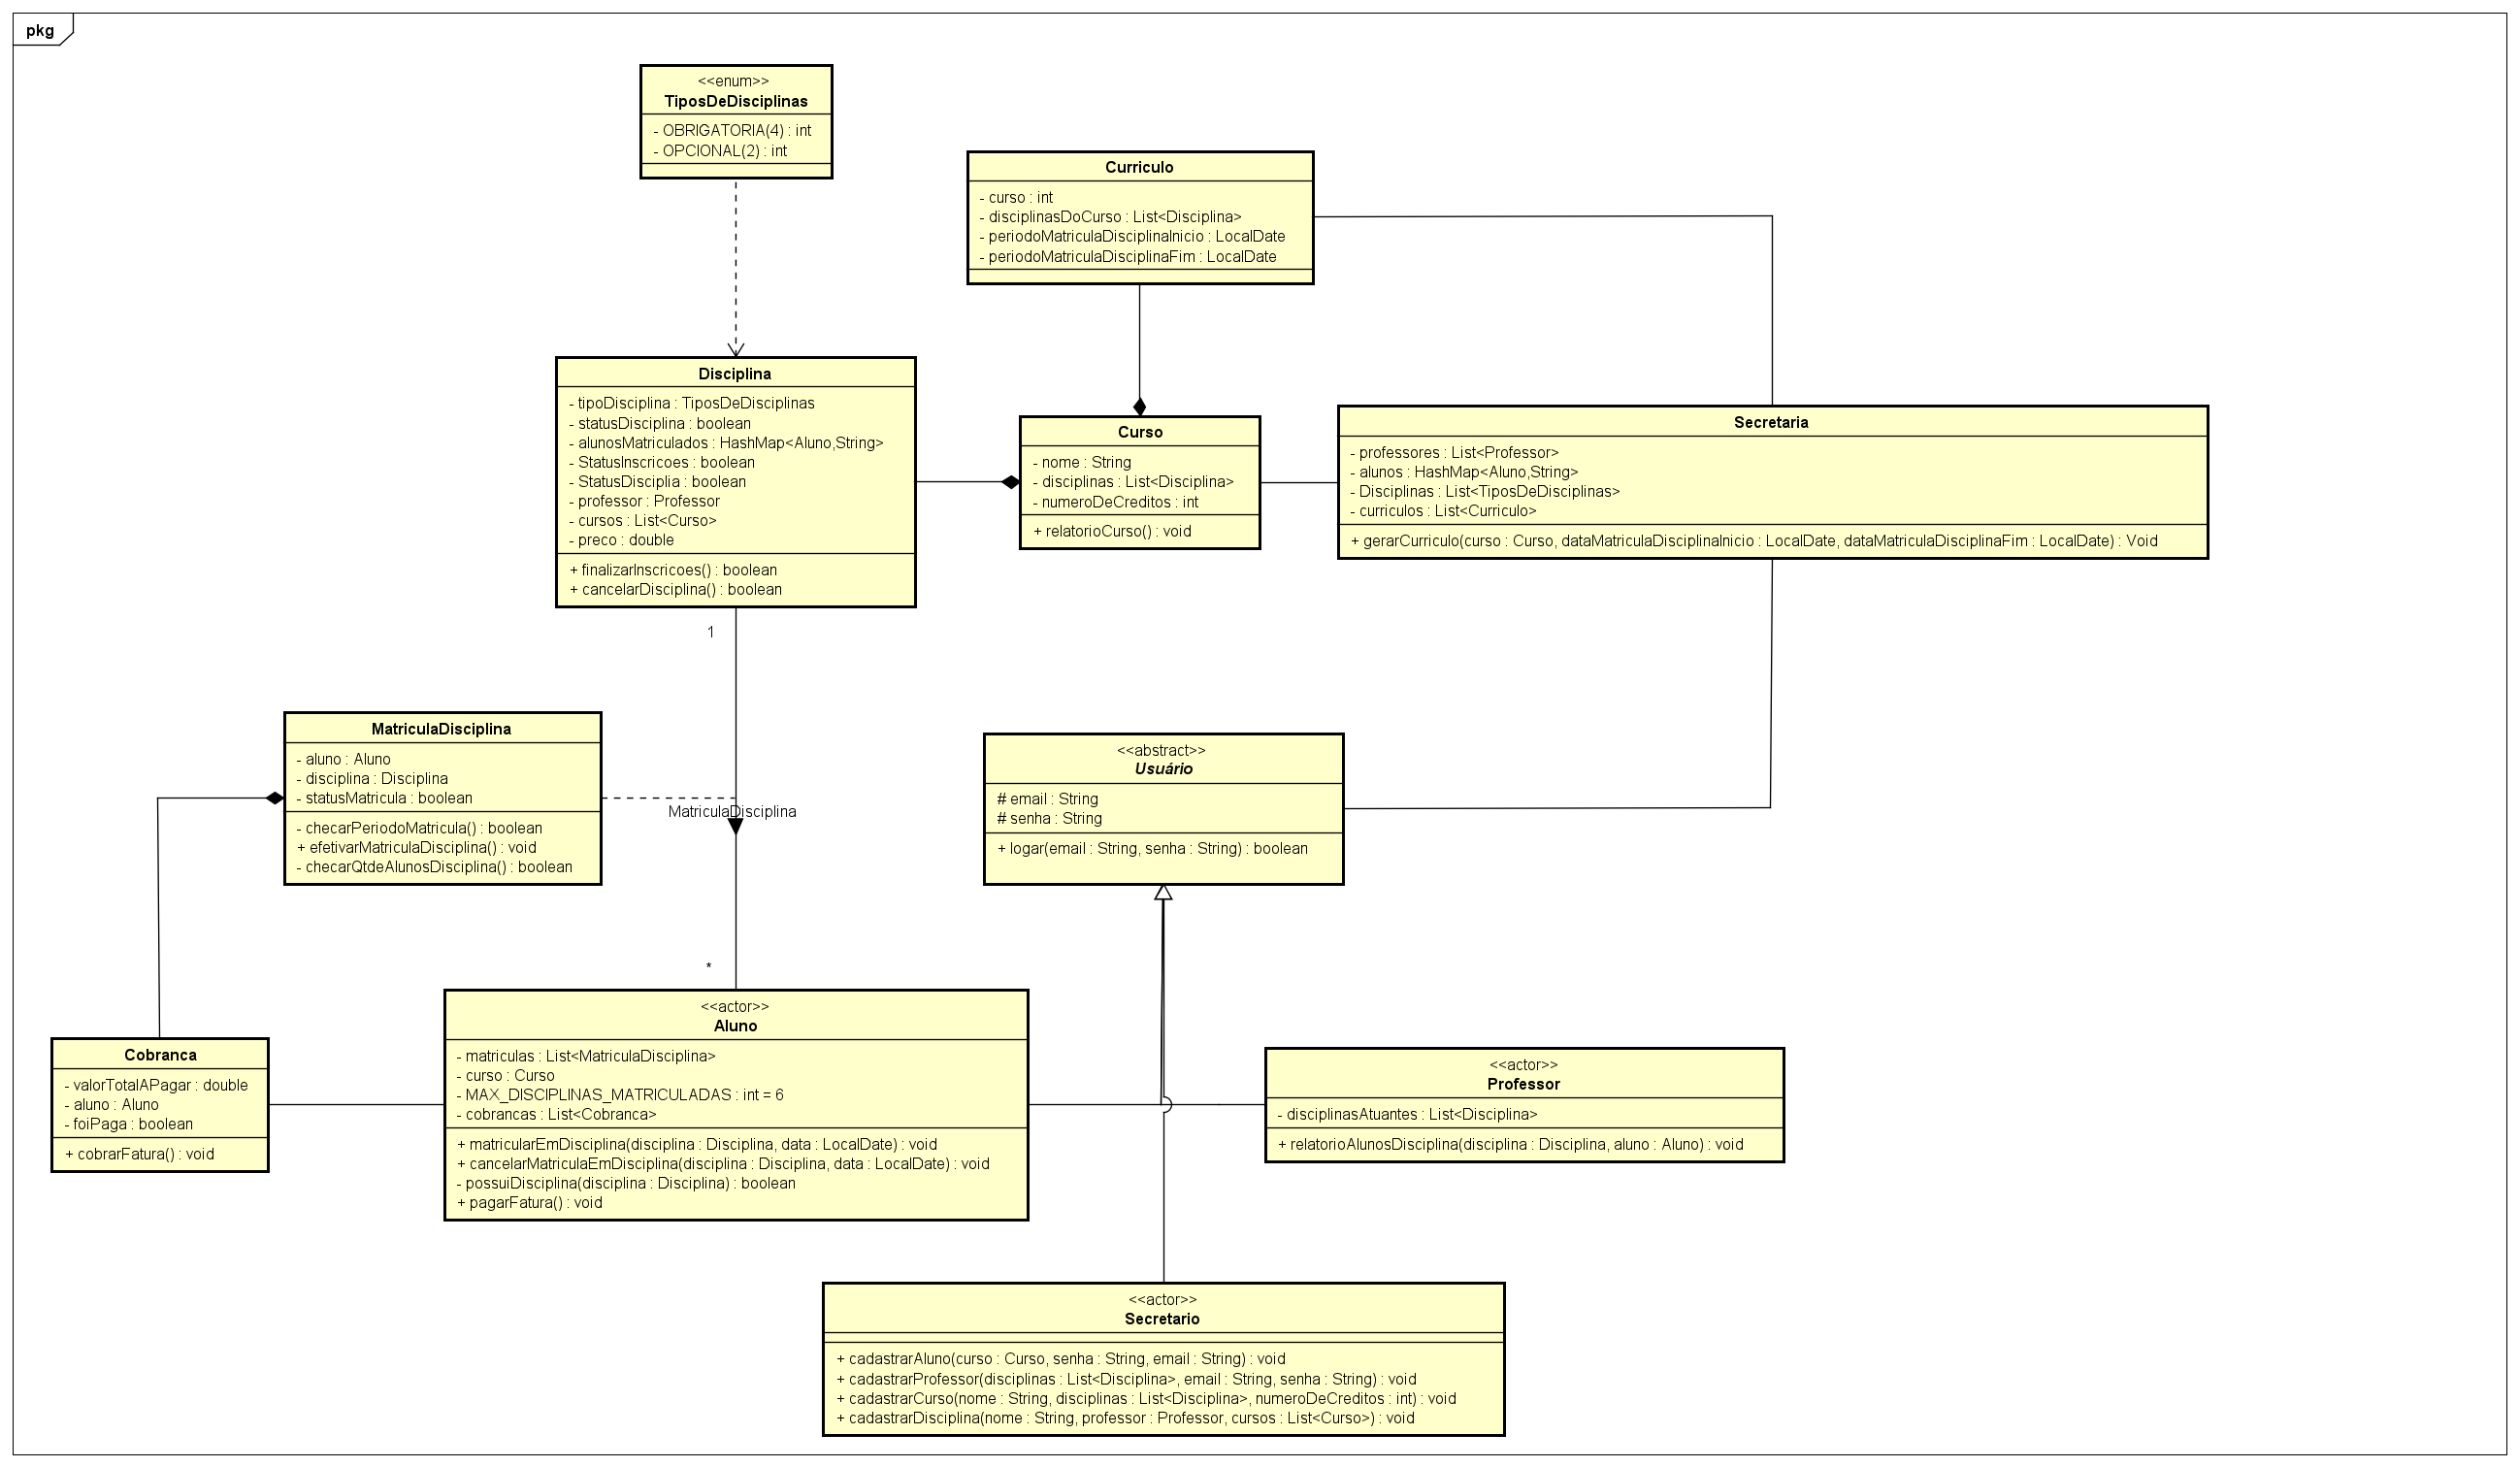 pkg
<<enum>>
TiposDeDisciplinas
- OBRIGATORIA(4) : int
- OPCIONAL(2) : int
Curriculo
- curso : int
- disciplinasDoCurso : List<Disciplina>
- periodoMatriculaDisciplinaInicio : LocalDate
- periodoMatriculaDisciplinaFim : LocalDate
Disciplina
- tipoDisciplina : TiposDeDisciplinas
- statusDisciplina : boolean
- alunosMatriculados : HashMap<Aluno,String>
- StatusInscricoes : boolean
- StatusDisciplia : boolean
- professor : Professor
- cursos : List<Curso>
- preco : double
+ finalizarInscricoes() : boolean
+ cancelarDisciplina() : boolean
Curso
- nome : String
- disciplinas : List<Disciplina>
- numeroDeCreditos : int
+ relatorioCurso() : void
Secretaria
- professores : List<Professor>
- alunos : HashMap<Aluno,String>
- Disciplinas : List<TiposDeDisciplinas>
- curriculos : List<Curriculo>
+ gerarCurriculo(curso : Curso, dataMatriculaDisciplinaInicio : LocalDate, dataMatriculaDisciplinaFim : LocalDate) : Void
1
MatriculaDisciplina
- aluno : Aluno
- disciplina : Disciplina
- statusMatricula : boolean
- checarPeriodoMatricula() : boolean
+ efetivarMatriculaDisciplina() : void
- checarQtdeAlunosDisciplina() : boolean
MatriculaDisciplina
<<abstract>>
Usuário
# email : String
# senha : String
+ logar(email : String, senha : String) : boolean
*
Cobranca
- valorTotalAPagar : double
- aluno : Aluno
- foiPaga : boolean
+ cobrarFatura() : void
<<actor>>
Aluno
- matriculas : List<MatriculaDisciplina>
- curso : Curso
- MAX_DISCIPLINAS_MATRICULADAS : int = 6
- cobrancas : List<Cobranca>
+ matricularEmDisciplina(disciplina : Disciplina, data : LocalDate) : void
+ cancelarMatriculaEmDisciplina(disciplina : Disciplina, data : LocalDate) : void
- possuiDisciplina(disciplina : Disciplina) : boolean
+ pagarFatura() : void
<<actor>>
Professor
- disciplinasAtuantes : List<Disciplina>
+ relatorioAlunosDisciplina(disciplina : Disciplina, aluno : Aluno) : void
<<actor>>
Secretario
+ cadastrarAluno(curso : Curso, senha : String, email : String) : void
+ cadastrarProfessor(disciplinas : List<Disciplina>, email : String, senha : String) : void
+ cadastrarCurso(nome : String, disciplinas : List<Disciplina>, numeroDeCreditos : int) : void
+ cadastrarDisciplina(nome : String, professor : Professor, cursos : List<Curso>) : void